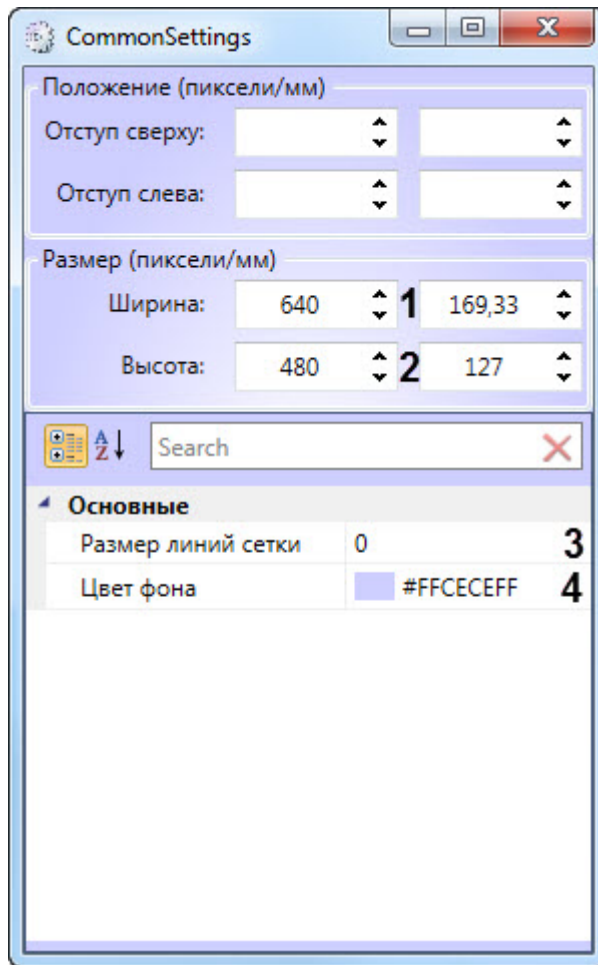 CommonSettings
Положение (пиксели/мм)
Отступ сверху:
Отступ слева:
Размер (пиксели/мм)
Ширина: 640 1 169,33
Высота: 480 2 127
A Z Search
Основные
Размер линий сетки 0 3
Цвет фона #FFCECEFF 4